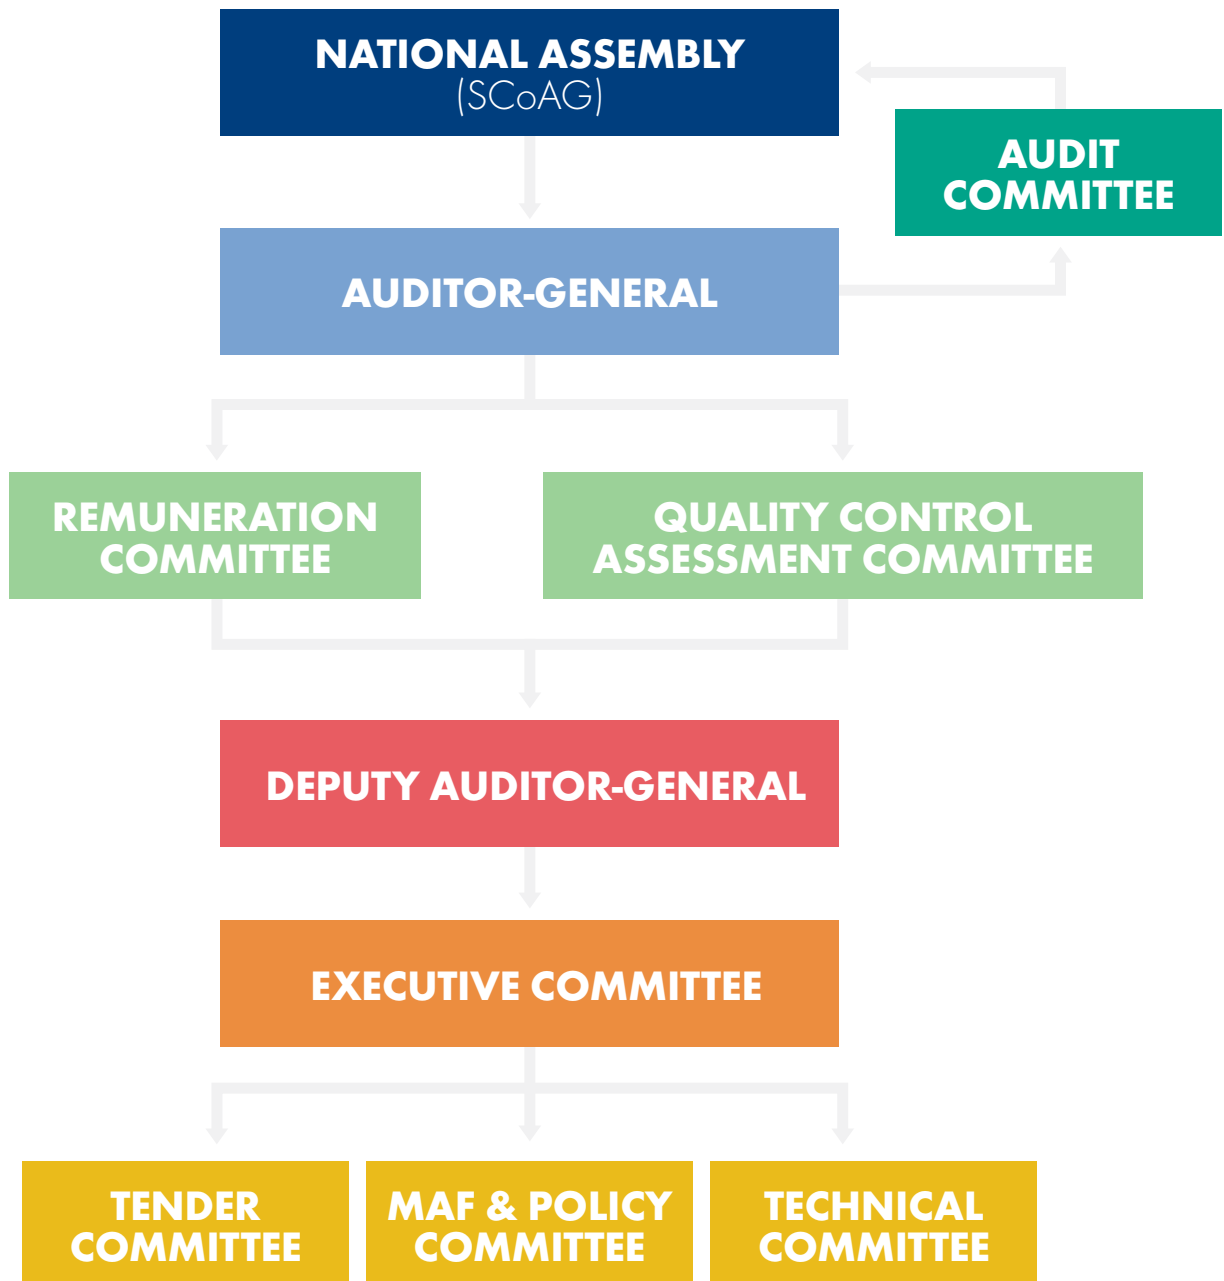 NATIONAL ASSEMBLY
(SCoAG)
AUDIT
COMMITTEE
AUDITOR-GENERAL
REMUNERATION
COMMITTEE
QUALITY CONTROL
ASSESSMENT COMMITTEE
DEPUTY AUDITOR-GENERAL
EXECUTIVE COMMITTEE
TENDER
COMMITTEE
MAF & POLICY
COMMITTEE
TECHNICAL
COMMITTEE